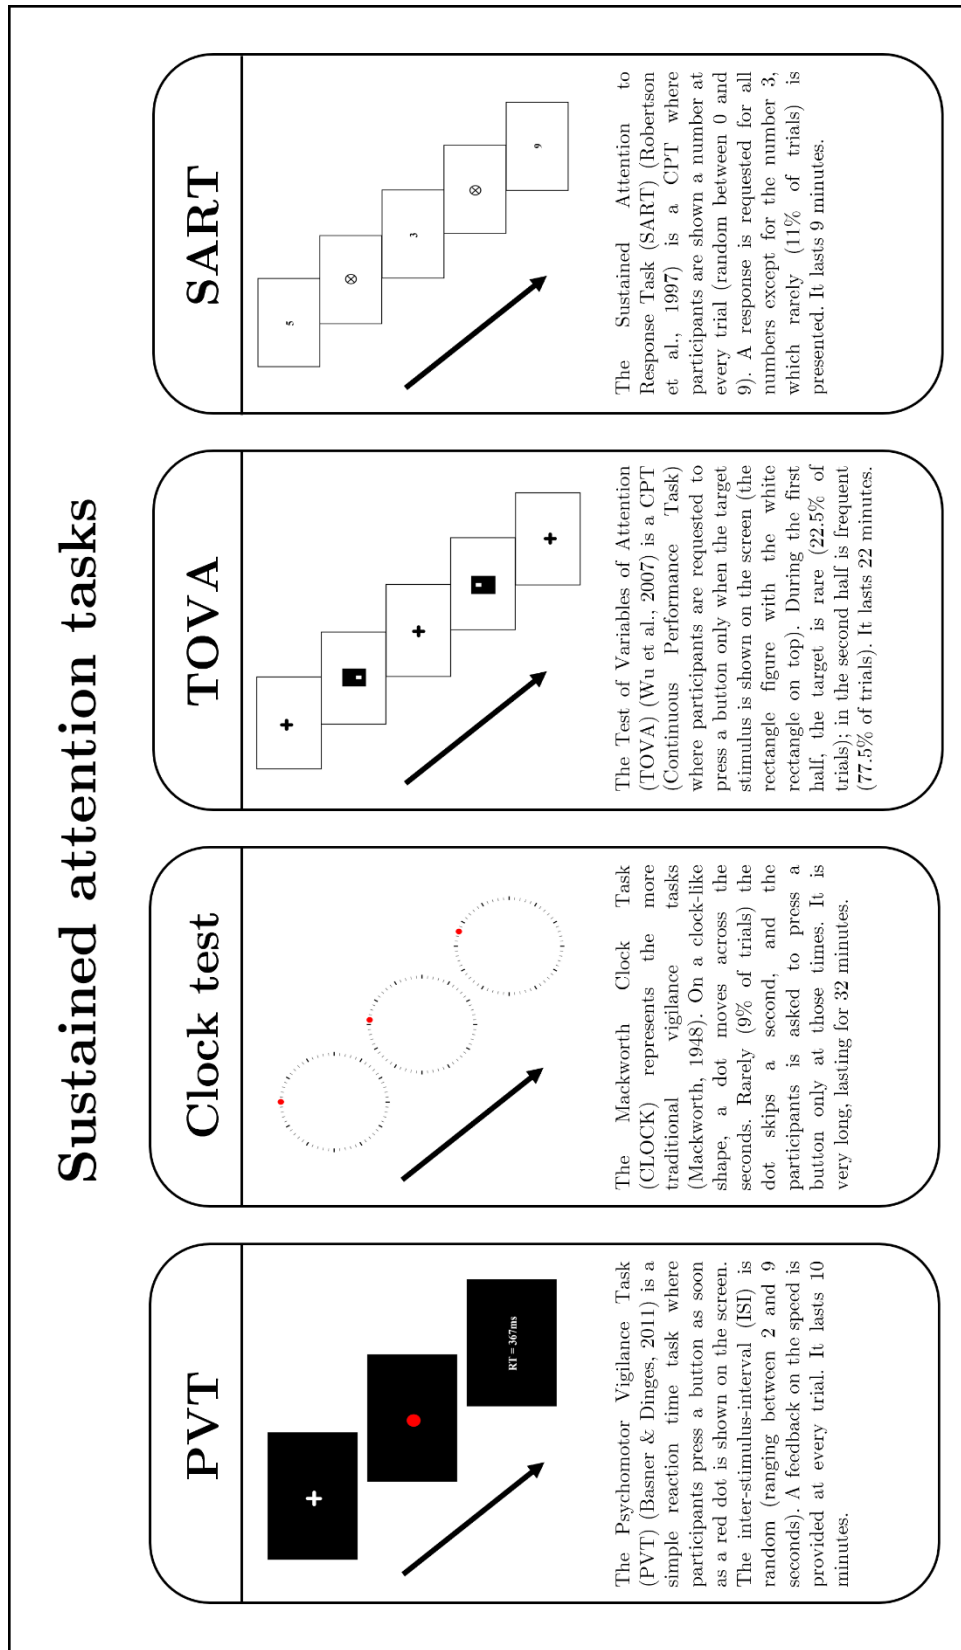 Sustained attention tasks
PVT
RT = 367ms
The Psychomotor Vigilance Task
(PVT) (Basner & Dinges, 2011) is a
simple reaction time task where
participants press a button as soon
as a red dot is shown on the screen.
The inter-stimulus-interval (ISI) is
random (ranging between 2 and 9
seconds). A feedback on the speed is
provided at every trial. It lasts 10
minutes.
Clock test
The Mackworth Clock Task
(CLOCK) represents the more
traditional vigilance tasks
(Mackworth, 1948). On a clock-like
shape, a dot moves across the
seconds. Rarely (9% of trials) the
dot skips a second, and the
participants is asked to press a
button only at those times. It is
very long, lasting for 32 minutes.
TOVA
The Test of Variables of Attention
(TOVA) (Wu et al., 2007) is a CPT
(Continuous Performance Task)
where participants are requested to
press a button only when the target
stimulus is shown on the screen (the
rectangle figure with the white
rectangle on top). During the first
half, the target is rare (22.5% of
trials); in the second half is frequent
(77.5% of trials). It lasts 22 minutes.
SART
5
3
9
The Sustained Attention to
Response Task (SART) (Robertson
et al., 1997) is a CPT where
participants are shown a number at
every trial (random between 0 and
9). A response is requested for all
numbers except for the number 3,
which rarely (11% of trials) is
presented. It lasts 9 minutes.